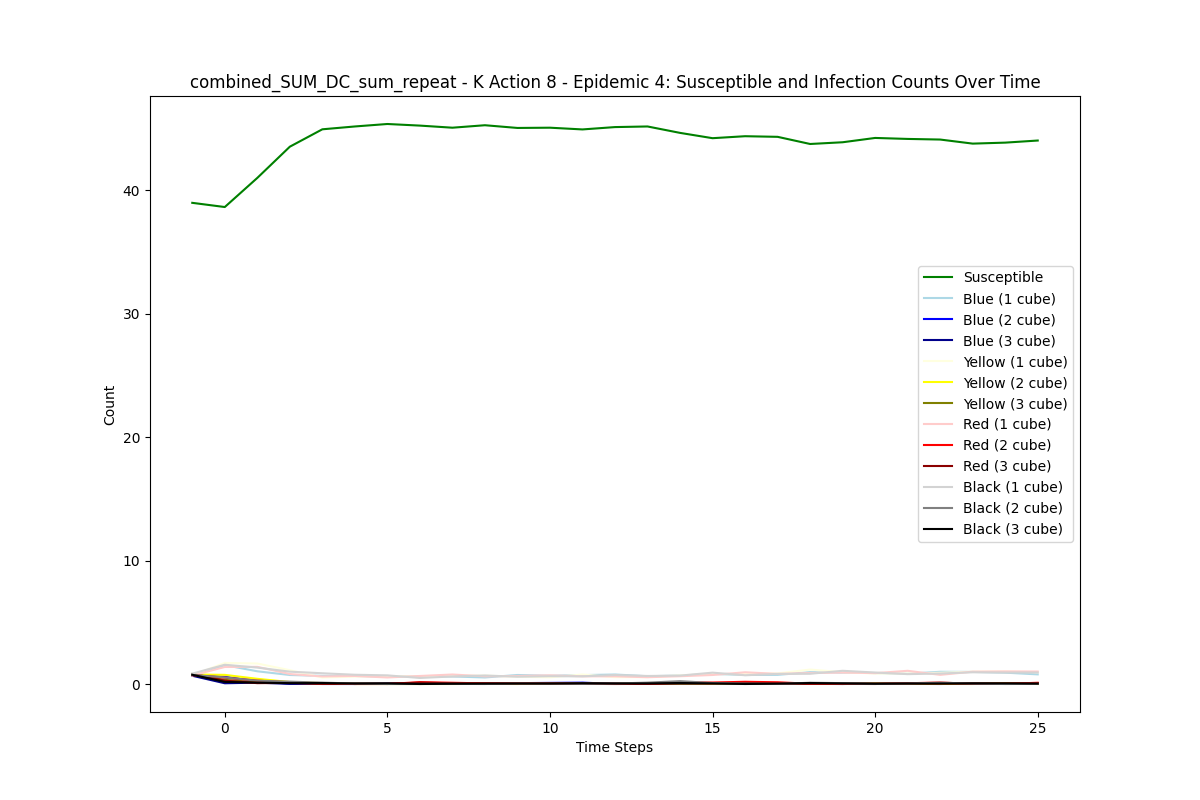 combined_SUM_DC_sum_repeat - K Action 8 - Epidemic 4: Susceptible and Infection Counts Over Time
Count
40
30
20
10
0
Susceptible
Blue (1 cube)
Blue (2 cube)
Blue (3 cube)
Yellow (1 cube)
Yellow (2 cube)
Yellow (3 cube)
Red (1 cube)
Red (2 cube)
Red (3 cube)
Black (1 cube)
Black (2 cube)
Black (3 cube)
0 5 10 15 20 25
Time Steps